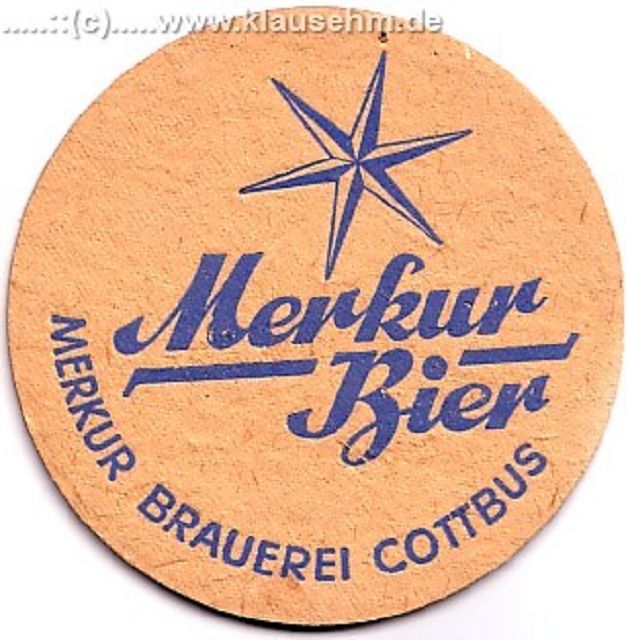 .....::(c).....www.klausehm.de
Merkur
Bier
MERKUR BRAUEREI COTTBUS